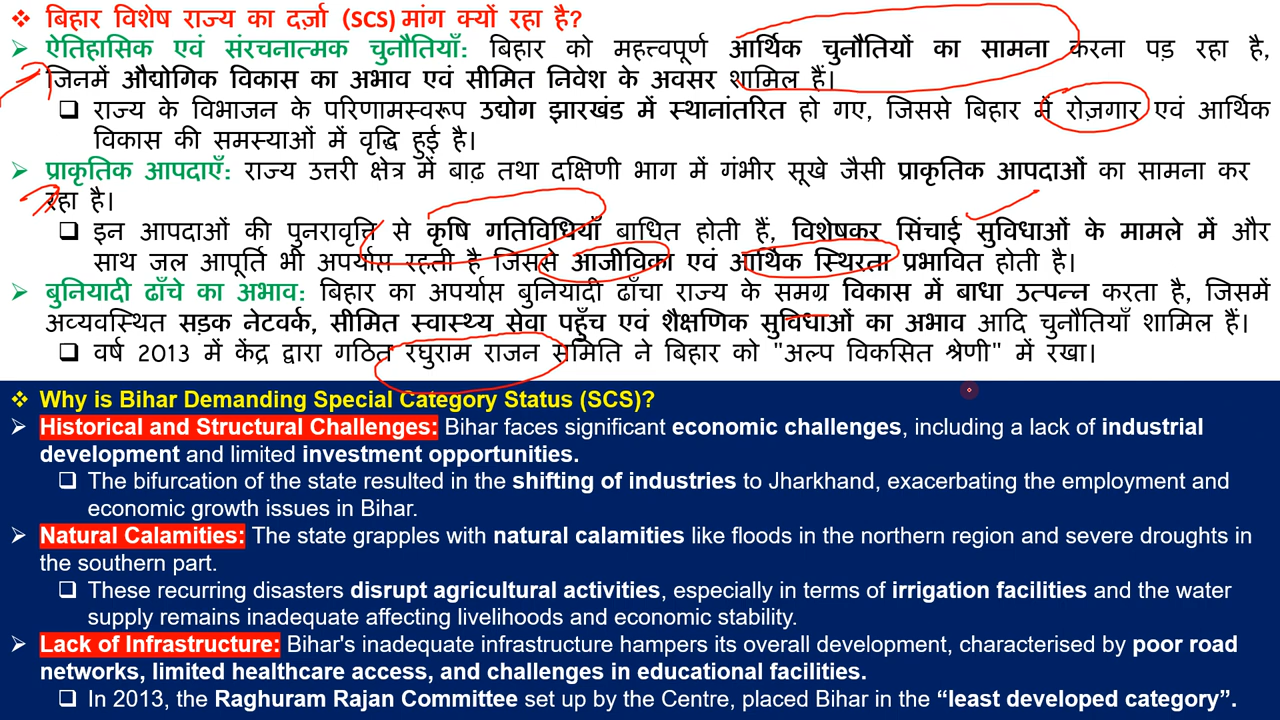 ❖ बिहार विशेष राज्य का दर्ज़ा (SCS) मांग क्यों रहा है?
➢ ऐतिहासिक एवं संरचनात्मक चुनौतियाँ: बिहार को महत्त्वपूर्ण आर्थिक चुनौतियों का सामना करना पड़ रहा है,
जिनमें औद्योगिक विकास का अभाव एवं सीमित निवेश के अवसर शामिल हैं।
❑ राज्य के विभाजन के परिणामस्वरूप उद्योग झारखंड में स्थानांतरित हो गए, जिससे बिहार में रोज़गार एवं आर्थिक
विकास की समस्याओं में वृद्धि हुई है।
➢ प्राकृतिक आपदाएँ: राज्य उत्तरी क्षेत्र में बाढ़ तथा दक्षिणी भाग में गंभीर सूखे जैसी प्राकृतिक आपदाओं का सामना कर
रहा है।
❑ इन आपदाओं की पुनरावृत्ति से कृषि गतिविधियाँ बाधित होती हैं, विशेषकर सिंचाई सुविधाओं के मामले में और
साथ जल आपूर्ति भी अपर्याप्त रहती है जिससे आजीविका एवं आर्थिक स्थिरता प्रभावित होती है।
➢ बुनियादी ढाँचे का अभाव: बिहार का अपर्याप्त बुनियादी ढाँचा राज्य के समग्र विकास में बाधा उत्पन्न करता है, जिसमें
अव्यवस्थित सड़क नेटवर्क, सीमित स्वास्थ्य सेवा पहुँच एवं शैक्षणिक सुविधाओं का अभाव आदि चुनौतियाँ शामिल हैं।
❑ वर्ष 2013 में केंद्र द्वारा गठित रघुराम राजन समिति ने बिहार को "अल्प विकसित श्रेणी" में रखा।
❖ Why is Bihar Demanding Special Category Status (SCS)?
➢ Historical and Structural Challenges: Bihar faces significant economic challenges, including a lack of industrial
development and limited investment opportunities.
❑ The bifurcation of the state resulted in the shifting of industries to Jharkhand, exacerbating the employment and
economic growth issues in Bihar.
➢ Natural Calamities: The state grapples with natural calamities like floods in the northern region and severe droughts in
the southern part.
❑ These recurring disasters disrupt agricultural activities, especially in terms of irrigation facilities and the water
supply remains inadequate affecting livelihoods and economic stability.
➢ Lack of Infrastructure: Bihar's inadequate infrastructure hampers its overall development, characterised by poor road
networks, limited healthcare access, and challenges in educational facilities.
❑ In 2013, the Raghuram Rajan Committee set up by the Centre, placed Bihar in the “least developed category”.